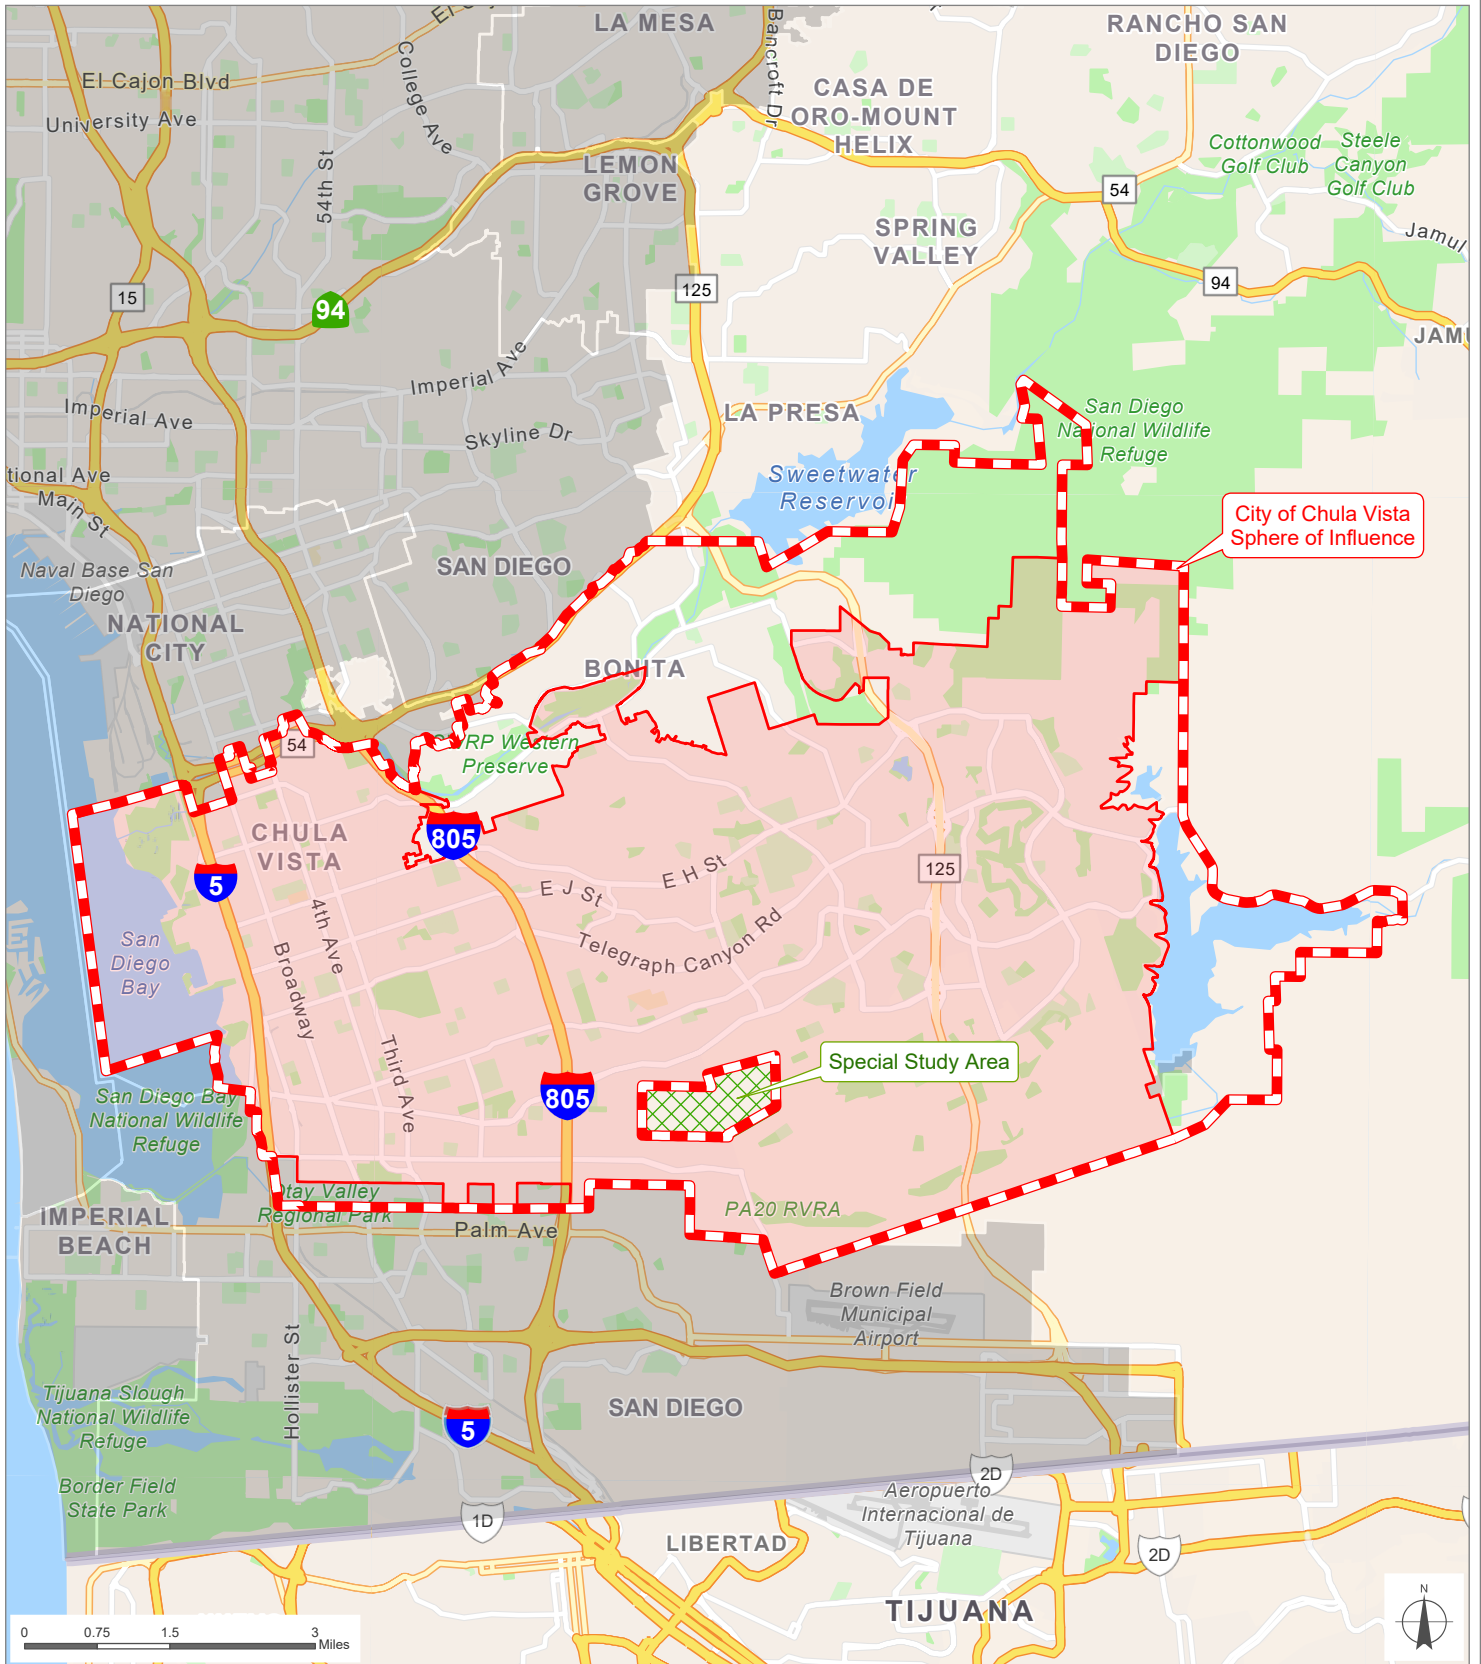 LA MESA
RANCHO SAN
DIEGO
El Cajon Blvd
University Ave
College Ave
54th St
Bancroft Dr
CASA DE
ORO-MOUNT
HELIX
Cottonwood
Golf Club
Steele
Canyon
Golf Club
LEMON
GROVE
54
SPRING
VALLEY
Jamul
15
94
125
94
Imperial Ave
Imperial Ave
Skyline Dr
LA PRESA
San Diego
National Wildlife
Refuge
tional Ave
Main St
Sweetwater
City of Chula Vista
Sphere of Influence
Naval Base San
Diego
SAN DIEGO
NATIONAL
CITY
BONITA
54
Western
Preserve
CHULA
VISTA
805
5
125
E H St
E J St
Telegraph Canyon Rd
4th Ave
Broadway
San
Diego
Bay
Third Ave
Special Study Area
805
San Diego Bay
National Wildlife
Refuge
Otay Valley
Regional Park
PA20 RVRA
IMPERIAL
BEACH
Palm Ave
Brown Field
Municipal
Airport
Hollister St
Tijuana Slough
National Wildlife
Refuge
SAN DIEGO
5
Border Field
State Park
2D
Aeropuerto
Internacional de
Tijuana
1D
LIBERTAD
2D
TIJUANA
N
0 0.75 1.5 3
Miles